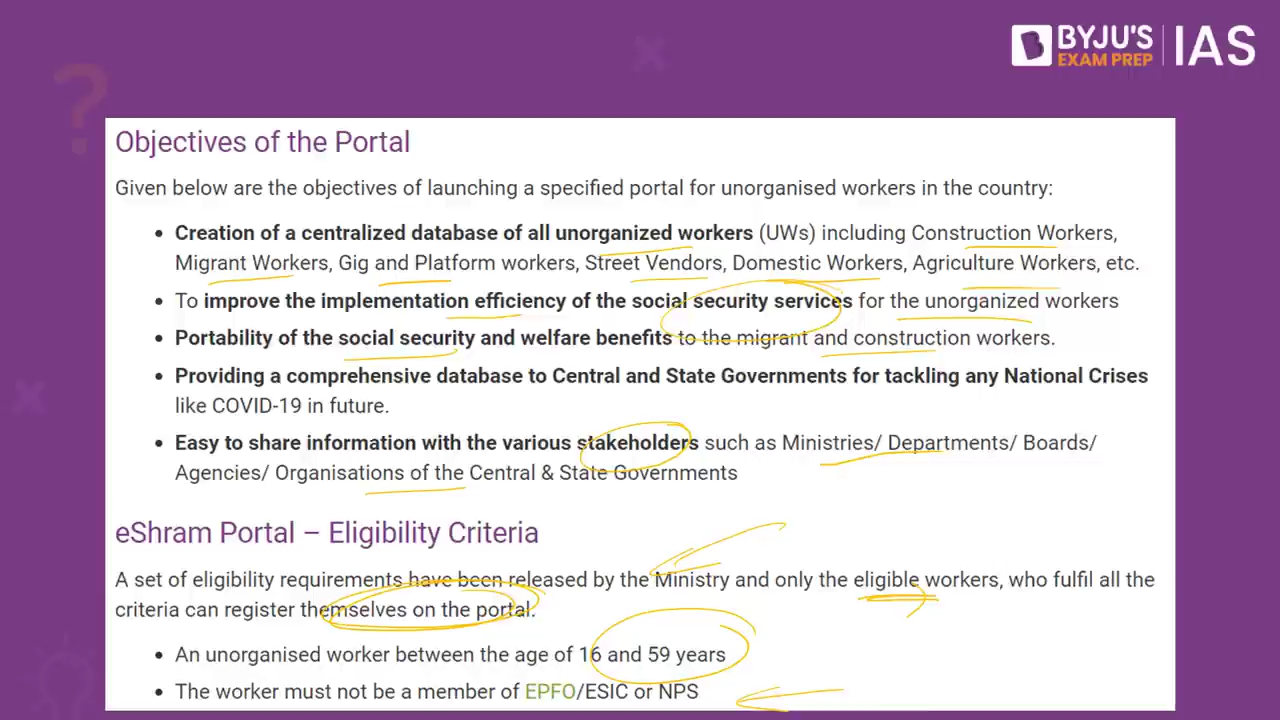 BYJU'S
EXAM PREP
IAS
Objectives of the Portal
Given below are the objectives of launching a specified portal for unorganised workers in the country:
• Creation of a centralized database of all unorganized workers (UWs) including Construction Workers,
Migrant Workers, Gig and Platform workers, Street Vendors, Domestic Workers, Agriculture Workers, etc.
• To improve the implementation efficiency of the social security services for the unorganized workers
• Portability of the social security and welfare benefits to the migrant and construction workers.
• Providing a comprehensive database to Central and State Governments for tackling any National Crises
like COVID-19 in future.
• Easy to share information with the various stakeholders such as Ministries/ Departments/ Boards/
Agencies/ Organisations of the Central & State Governments
eShram Portal – Eligibility Criteria
A set of eligibility requirements have been released by the Ministry and only the eligible workers, who fulfil all the
criteria can register themselves on the portal.
• An unorganised worker between the age of 16 and 59 years
• The worker must not be a member of EPFO/ESIC or NPS